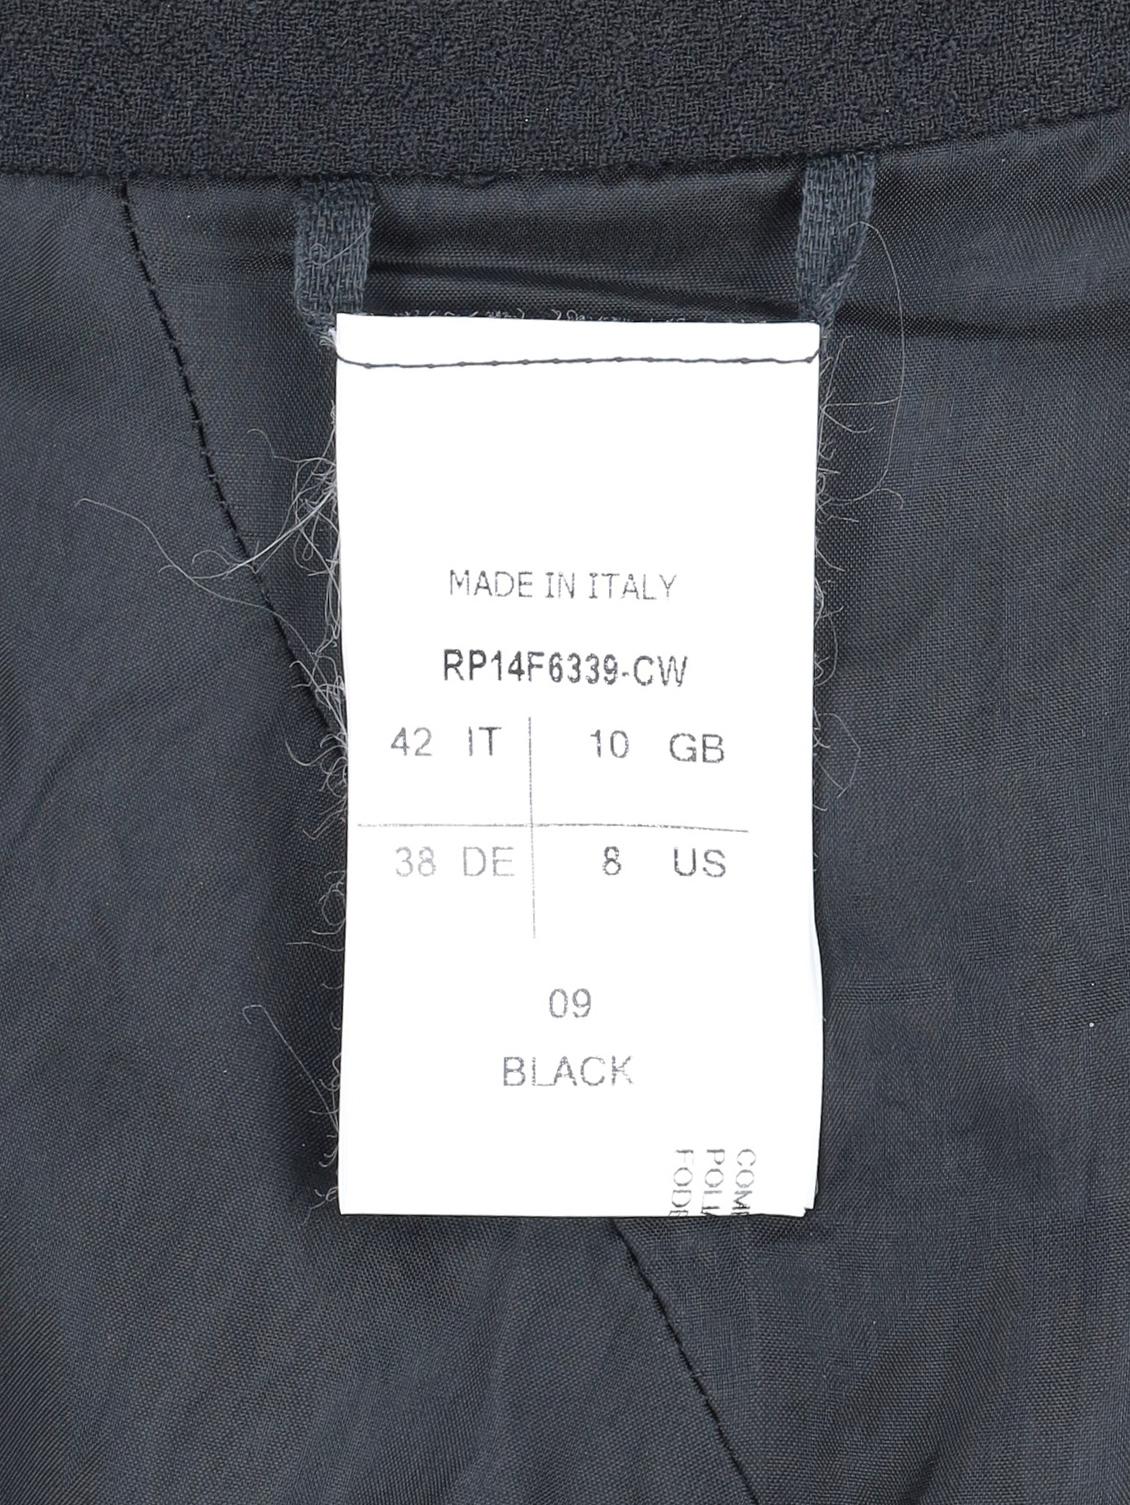 MADE IN ITALY
RP14F6339-CW
42 IT 10 GB
38 DE 8 US
09
BLACK